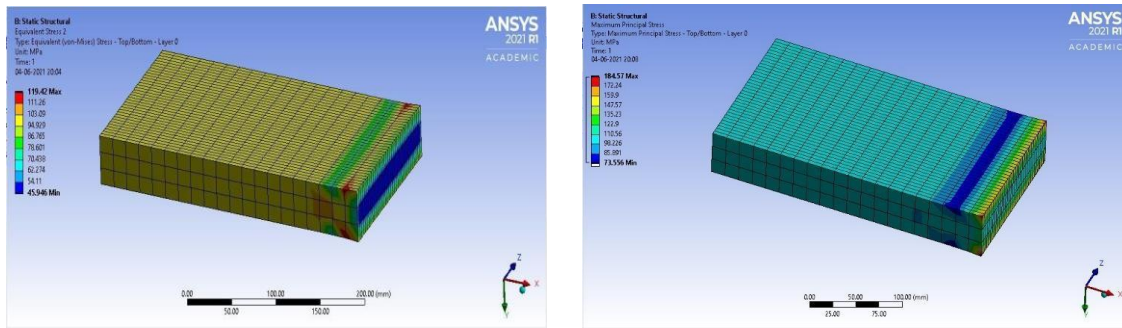 B: Static Structural
Equivalent Stress 2
Type: Equivalent (von-Mises) Stress - Top/Bottom - Layer 0
Unit: MPa
Time: 1
04-06-2021 20:04
119.42 Max
111.26
103.09
94.929
86.765
78.601
70.438
62.274
54.11
45.946 Min
ANSYS
2021 R1
ACADEMIC
0.00
100.00
200.00 (mm)
50.00
150.00
Z
X
Y
B: Static Structural
Maximum Principal Stress
Type: Maximum Principal Stress - Top/Bottom - Layer 0
Unit: MPa
Time: 1
04-06-2021 20:03
184.57 Max
172.24
159.9
147.57
135.23
122.9
110.56
98.226
85.891
73.556 Min
ANSYS
2021 R1
ACADEMIC
0.00
50.00
100.00 (mm)
25.00
75.00
Z
X
Y